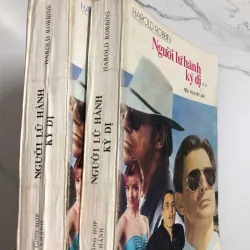 HAROLD ROBBINS
NGƯỜI LỮ HÀNH
KỲ DỊ
HAROLD ROBBINS
NGƯỜI LỮ HÀNH
KỲ DỊ
HAROLD ROBBIN
Người lữ hành
kỳ dị